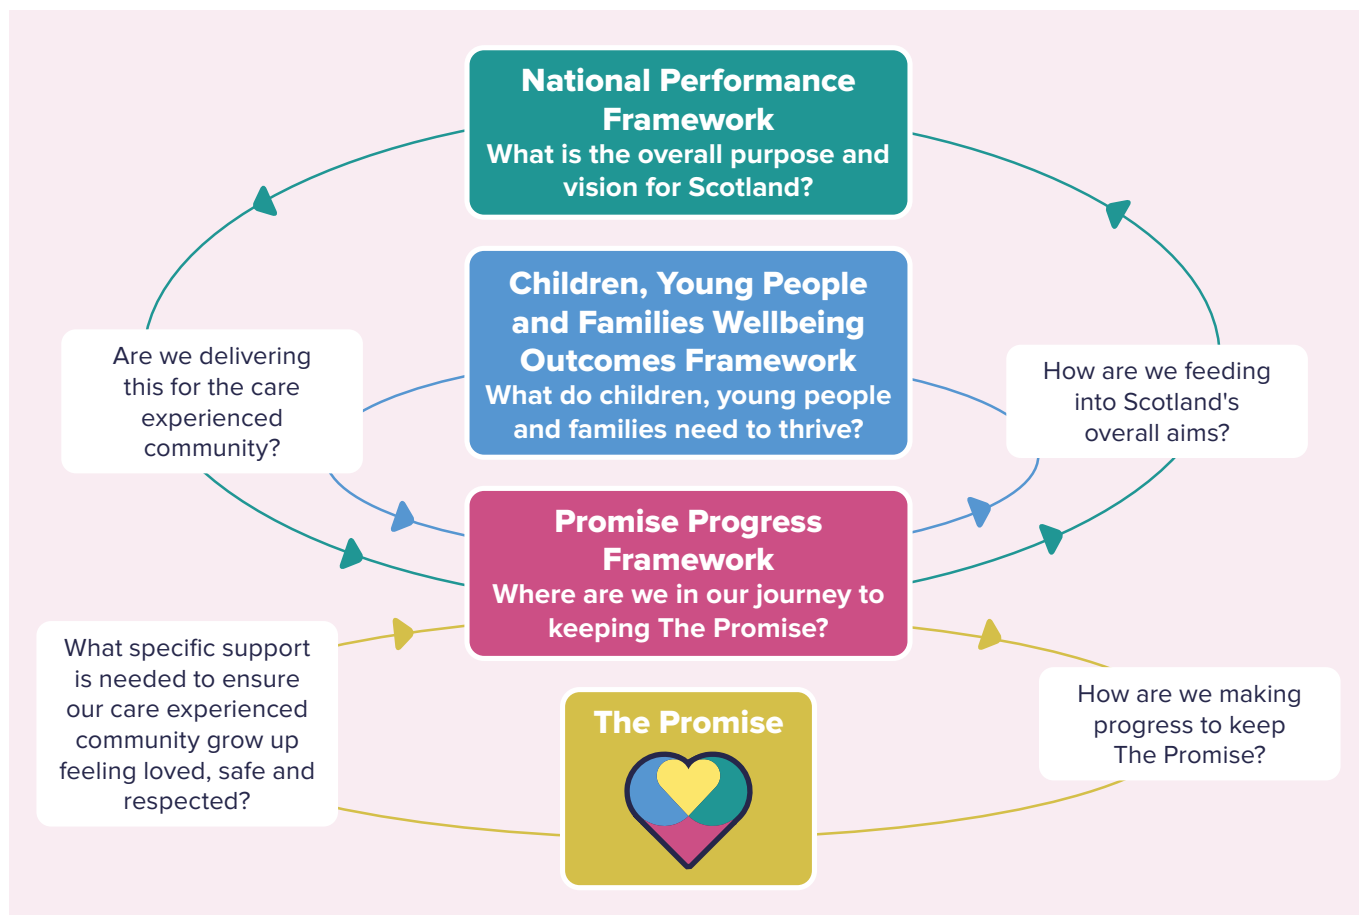 National Performance
Framework
What is the overall purpose and
vision for Scotland?
Children, Young People
and Families Wellbeing
Outcomes Framework
What do children, young people
and families need to thrive?
Are we delivering
this for the care
experienced
community?
How are we feeding
into Scotland's
overall aims?
Promise Progress
Framework
Where are we in our journey to
keeping The Promise?
What specific support
is needed to ensure
our care experienced
community grow up
feeling loved, safe and
respected?
How are we making
progress to keep
The Promise?
The Promise